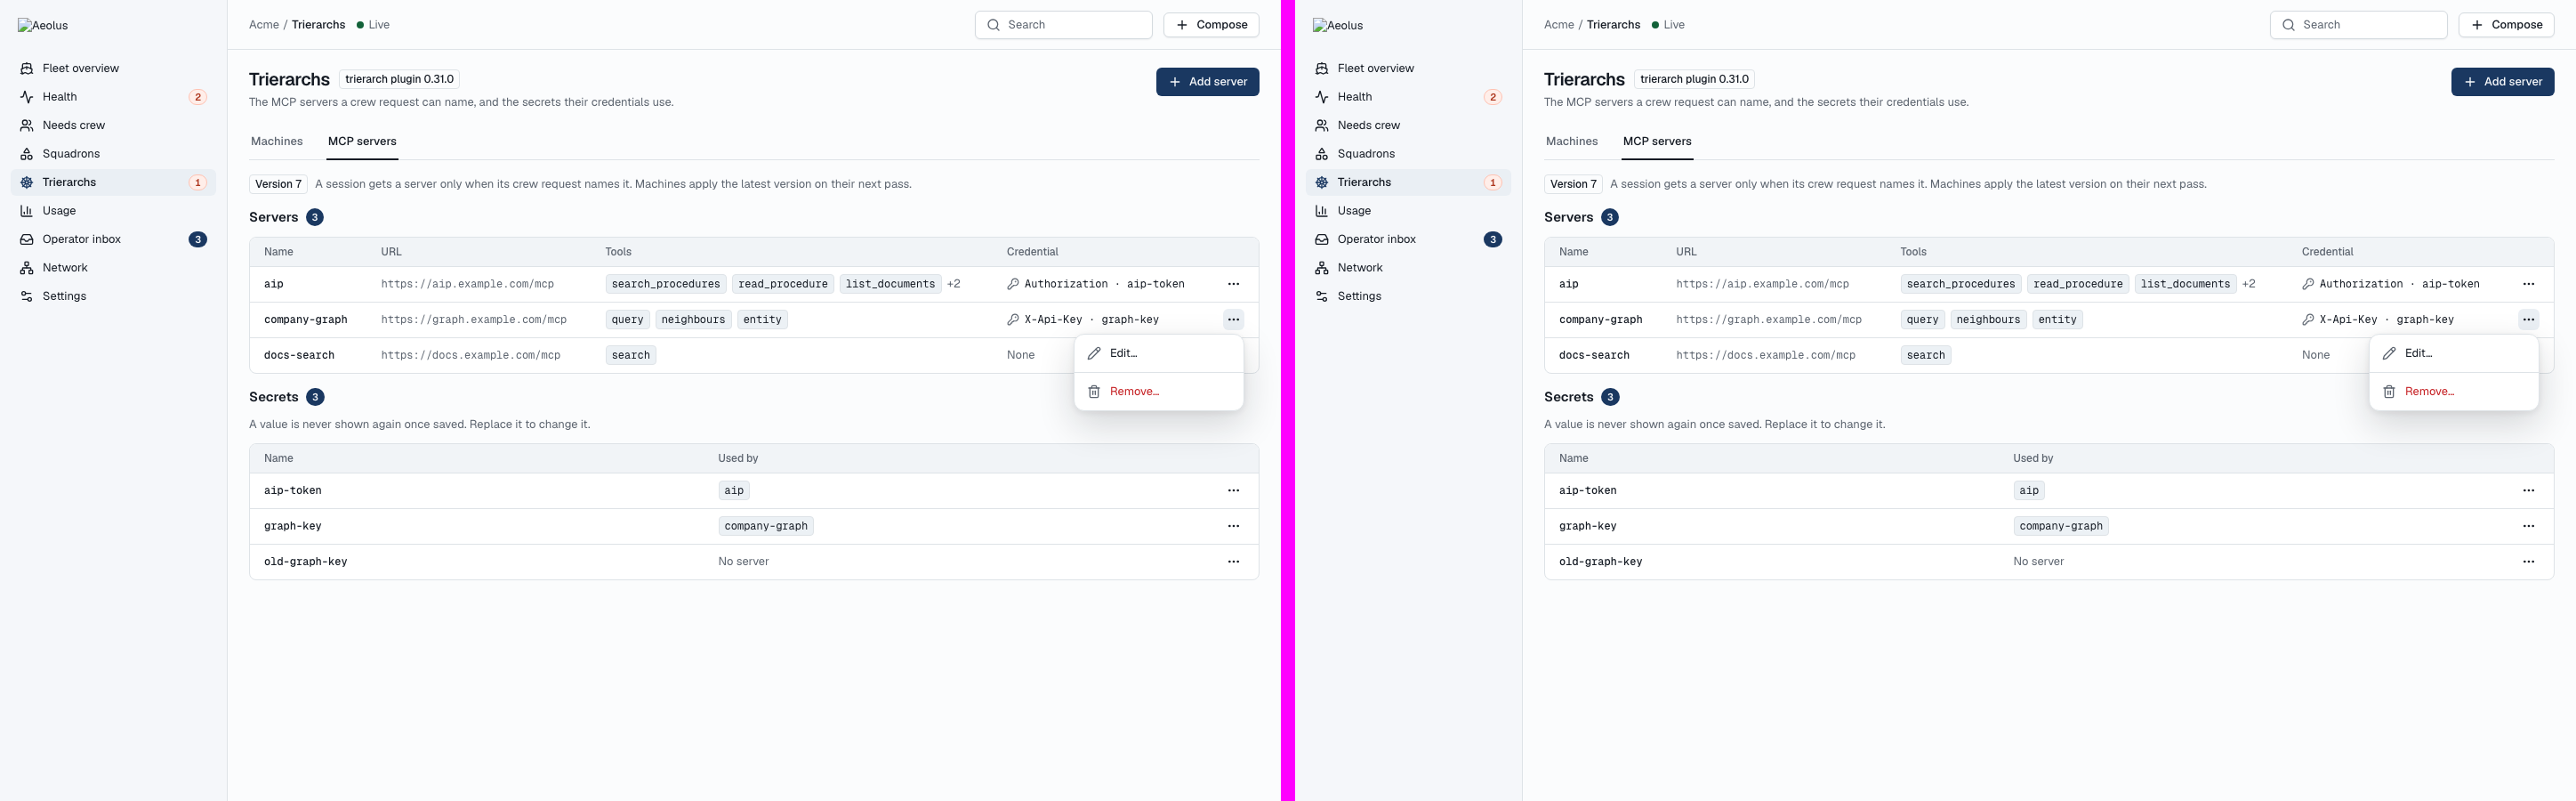 Aeolus
Acme / Trierarchs Live
Search
Compose
Fleet overview
Health 2
Needs crew
Squadrons
Trierarchs 1
Usage
Operator inbox 3
Network
Settings
Trierarchs trierarch plugin 0.31.0
Add server
The MCP servers a crew request can name, and the secrets their credentials use.
Machines MCP servers
Version 7 A session gets a server only when its crew request names it. Machines apply the latest version on their next pass.
Servers 3
Name URL Tools Credential
aip https://aip.example.com/mcp search_procedures read_procedure list_documents +2 Authorization · aip-token
company-graph https://graph.example.com/mcp query neighbours entity X-Api-Key · graph-key
docs-search https://docs.example.com/mcp search None
Edit…
Remove…
Secrets 3
A value is never shown again once saved. Replace it to change it.
Name Used by
aip-token aip
graph-key company-graph
old-graph-key No server
Aeolus
Acme / Trierarchs Live
Search
Compose
Fleet overview
Health 2
Needs crew
Squadrons
Trierarchs 1
Usage
Operator inbox 3
Network
Settings
Trierarchs trierarch plugin 0.31.0
Add server
The MCP servers a crew request can name, and the secrets their credentials use.
Machines MCP servers
Version 7 A session gets a server only when its crew request names it. Machines apply the latest version on their next pass.
Servers 3
Name URL Tools Credential
aip https://aip.example.com/mcp search_procedures read_procedure list_documents +2 Authorization · aip-token
company-graph https://graph.example.com/mcp query neighbours entity X-Api-Key · graph-key
docs-search https://docs.example.com/mcp search None
Edit…
Remove…
Secrets 3
A value is never shown again once saved. Replace it to change it.
Name Used by
aip-token aip
graph-key company-graph
old-graph-key No server